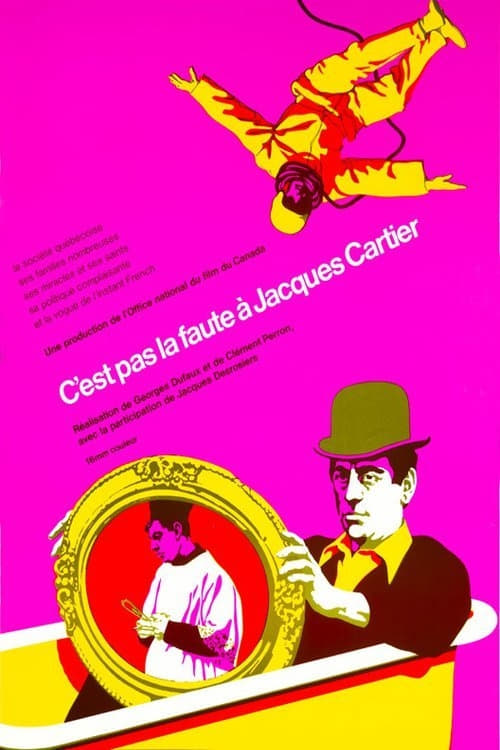 la société québécoise
ses familles nombreuses
ses miracles et ses saints
sa politique complaisante
et la vogue de l'Instant French
Une production de l'Office national du film du Canada
C'est pas la faute à Jacques Cartier
Réalisation de Georges Dufaux et de Clément Perron,
avec la participation de Jacques Desrosiers
16mm couleur